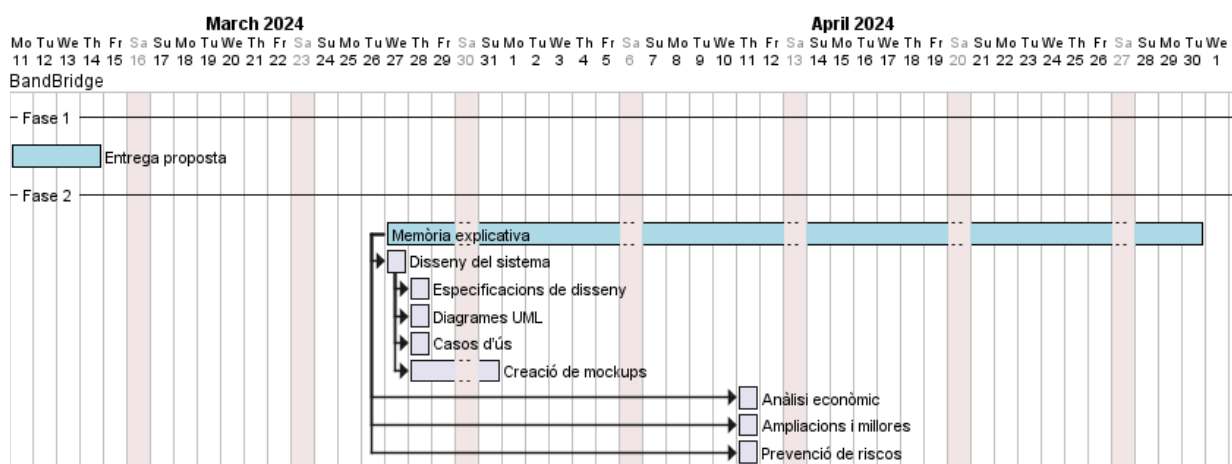 March 2024 April 2024
Mo Tu We Th Fr Sa Su Mo Tu We Th Fr Sa Su Mo Tu We Th Fr Sa Su Mo Tu We Th Fr Sa Su Mo Tu We Th Fr Sa Su Mo Tu We Th Fr Sa Su Mo Tu We Th Fr Sa Su Mo Tu We
11 12 13 14 15 16 17 18 19 20 21 22 23 24 25 26 27 28 29 30 31 1 2 3 4 5 6 7 8 9 10 11 12 13 14 15 16 17 18 19 20 21 22 23 24 25 26 27 28 29 30 1
BandBridge
Fase 1
Entrega proposta
Fase 2
Memòria explicativa
Disseny del sistema
Especificacions de disseny
Diagrames UML
Casos d'ús
Creació de mockups
Anàlisi econòmic
Ampliacions i millores
Prevenció de riscos